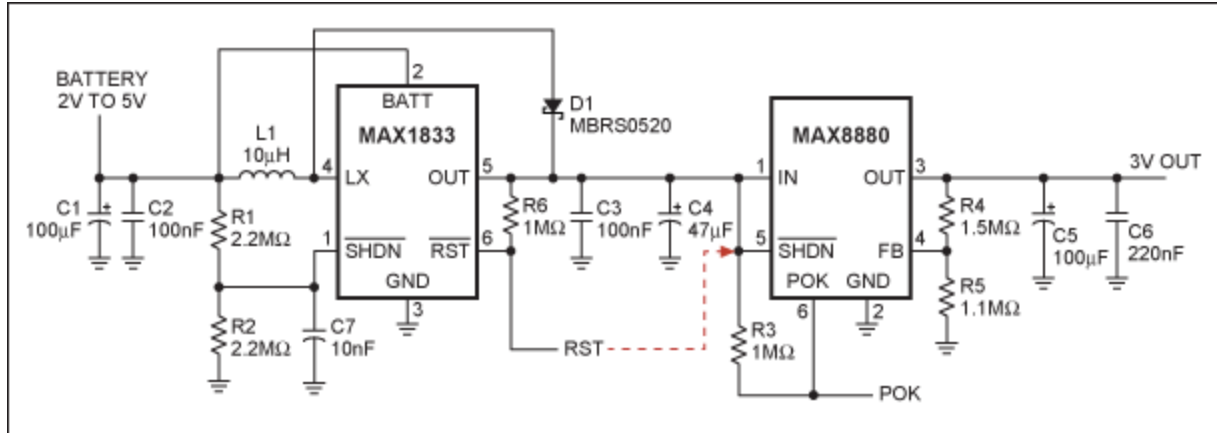 BATTERY
2V TO 5V
L1
10μH
C1
100μF
+
C2
100nF
R1
2.2MΩ
R2
2.2MΩ
C7
10nF
2
BATT
MAX1833
4
LX
OUT
5
1
SHDN
RST
6
GND
3
D1
MBRS0520
R6
1MΩ
C3
100nF
+
C4
47μF
RST
MAX8880
1
IN
OUT
3
5
SHDN
FB
4
POK
GND
6
2
R3
1MΩ
POK
R4
1.5MΩ
R5
1.1MΩ
+
C5
100μF
C6
220nF
3V OUT